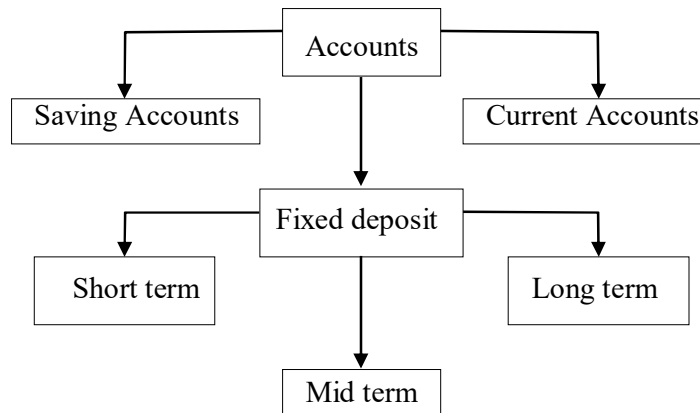 Accounts
Saving Accounts
Current Accounts
Fixed deposit
Short term
Long term
Mid term